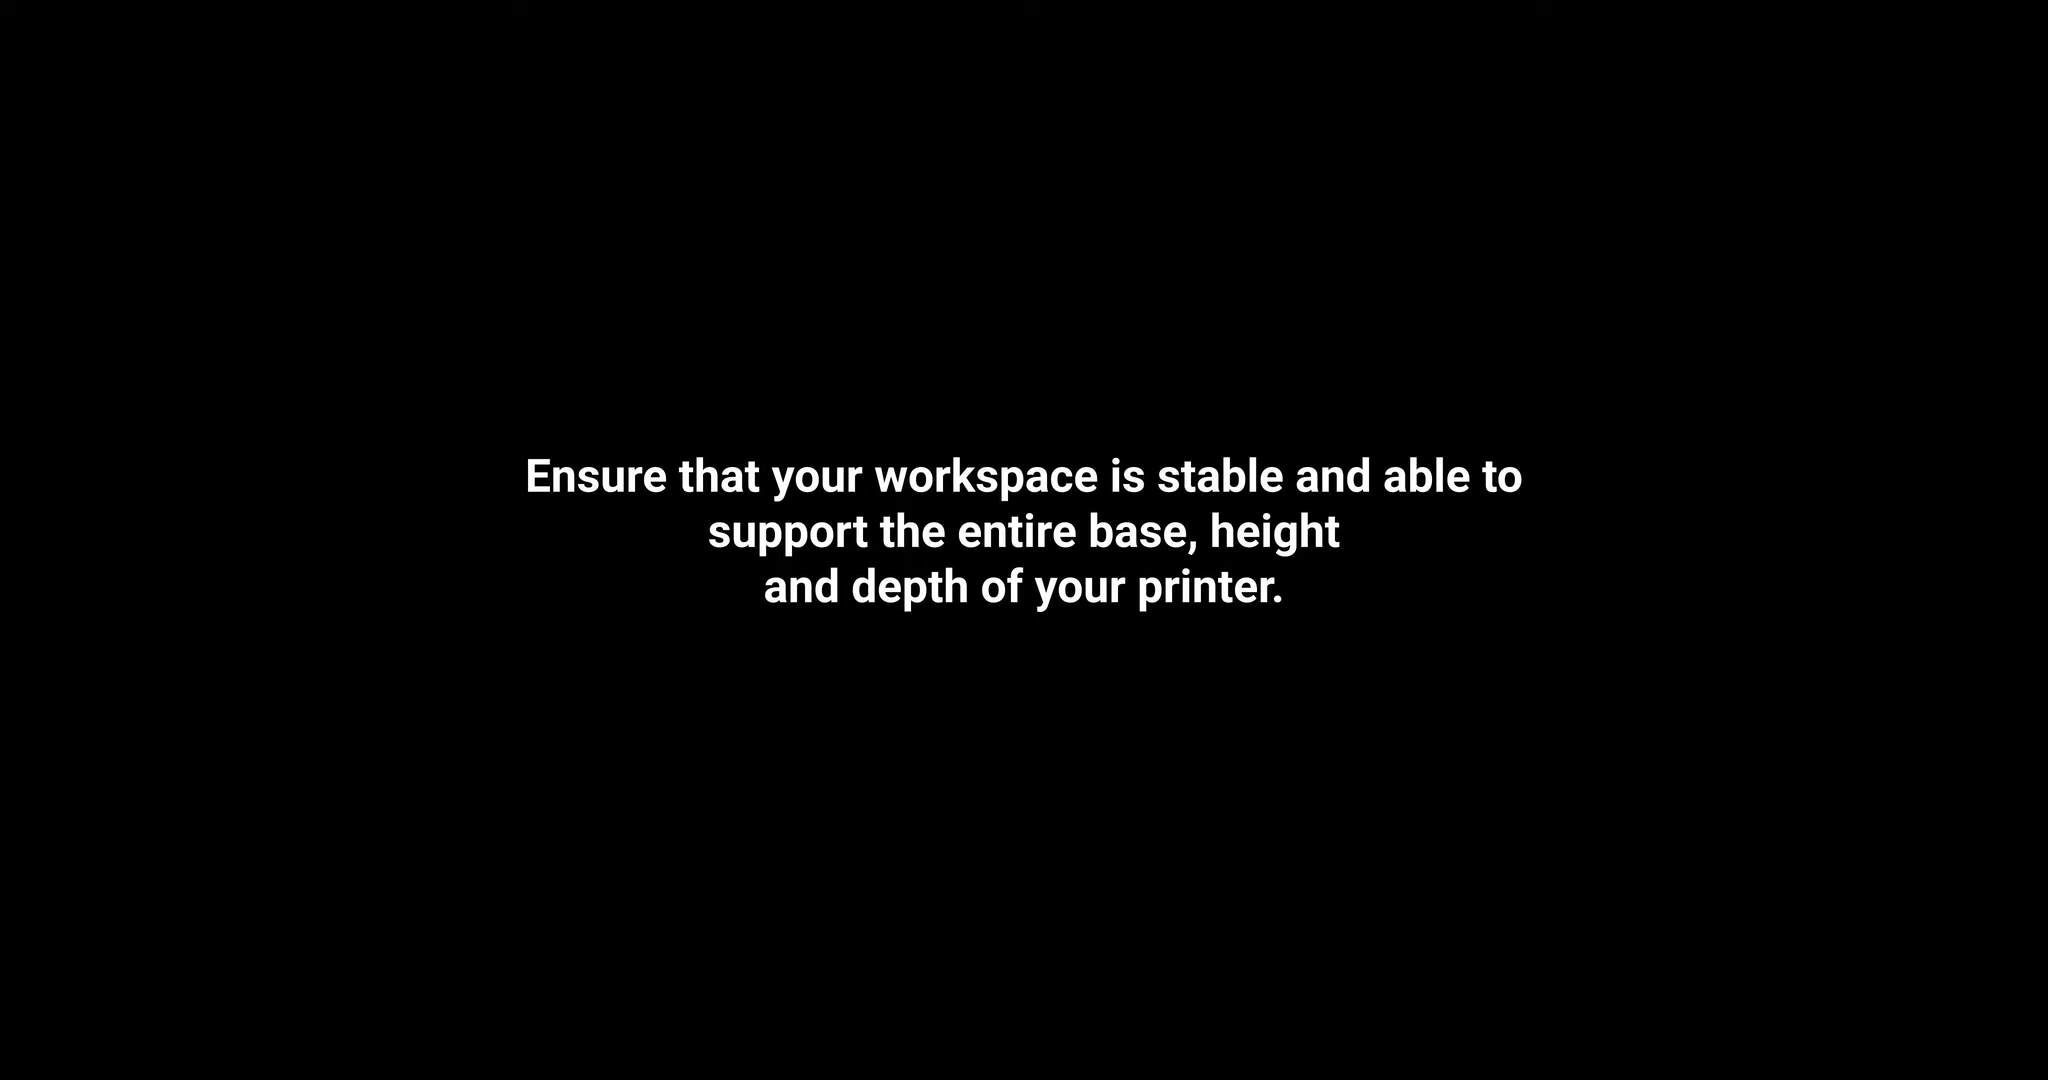 Ensure that your workspace is stable and able to
support the entire base, height
and depth of your printer.